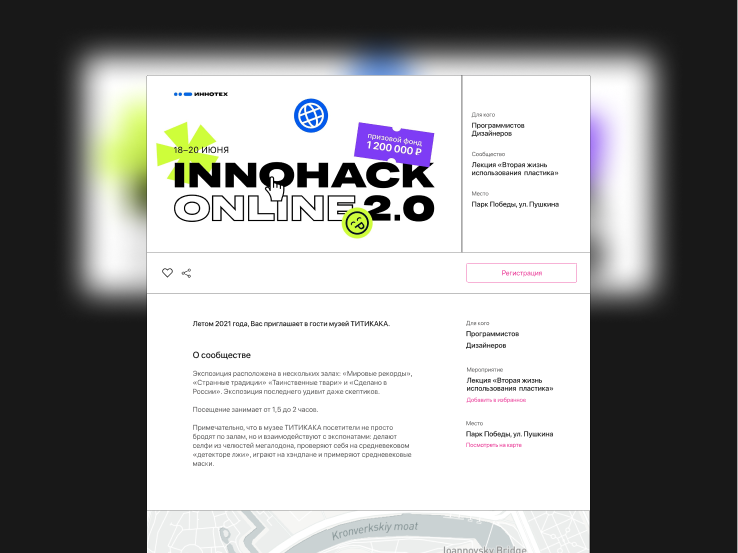 ИННОТЕХ
18–20 ИЮНЯ
призовой фонд
1 200 000 ₽
INNOHACK
ONLINE 2.0
Для кого
Программистов
Дизайнеров
Сообщество
Лекция «Вторая жизнь
использования пластика»
Место
Парк Победы, ул. Пушкина
Регистрация
Летом 2021 года, Вас приглашает в гости музей ТИТИКАКА.
О сообществе
Экспозиция расположена в нескольких залах: «Мировые рекорды»,
«Странные традиции» «Таинственные твари» и «Сделано в
России». Экспозиция последнего удивит даже скептиков.
Посещение занимает от 1,5 до 2 часов.
Примечательно, что в музее ТИТИКАКА посетители не просто
бродят по залам, но и взаимодействуют с экспонатами: делают
селфи из челюстей мегалодона, проверяют себя на средневековом
«детекторе лжи», играют на хэндпане и примеряют средневековые
маски.
Для кого
Программистов
Дизайнеров
Мероприятие
Лекция «Вторая жизнь
использования пластика»
Добавить в избранное
Место
Парк Победы, ул. Пушкина
Посмотреть на карте
Kronverkskiy moat
Ioannovsky Bridge